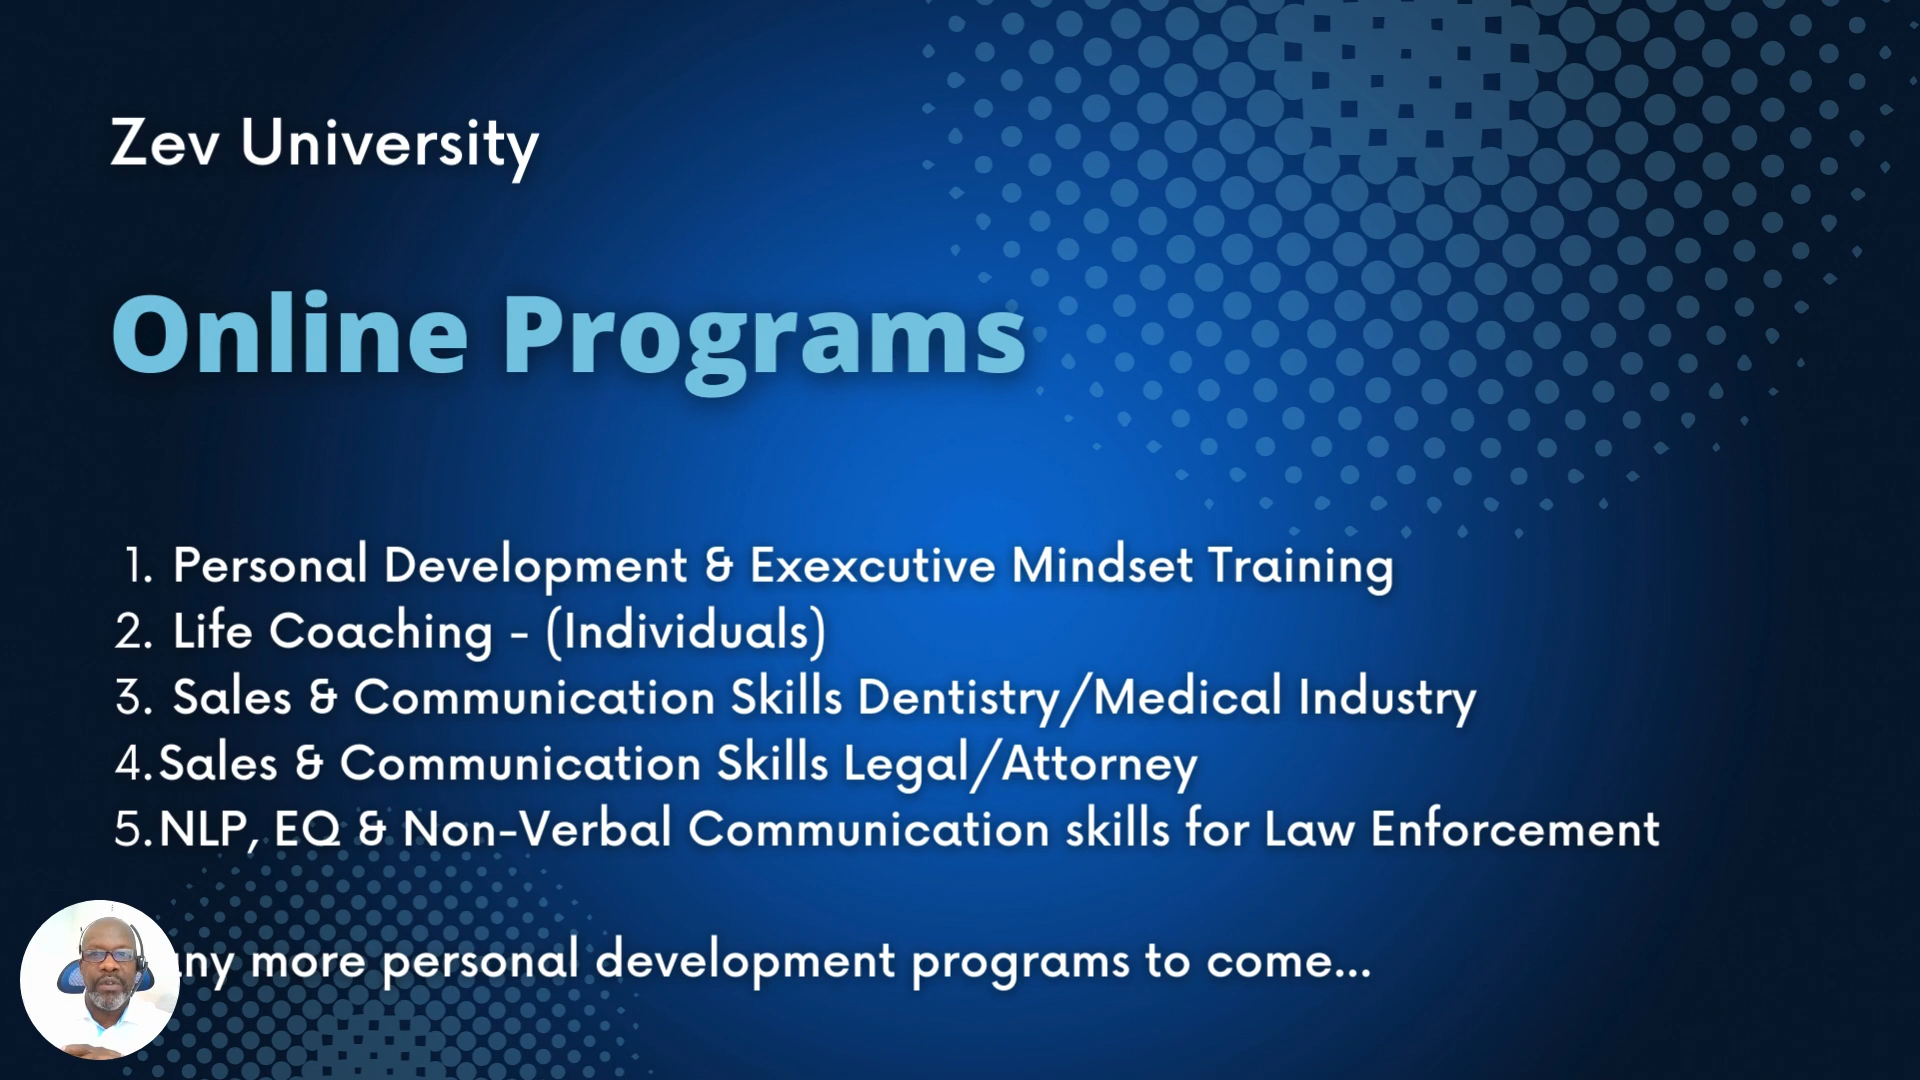 Zev University
Online Programs
1. Personal Development & Exexcutive Mindset Training
2. Life Coaching - (Individuals)
3. Sales & Communication Skills Dentistry/Medical Industry
4. Sales & Communication Skills Legal/Attorney
5. NLP, EQ & Non-Verbal Communication skills for Law Enforcement
more personal development programs to come...